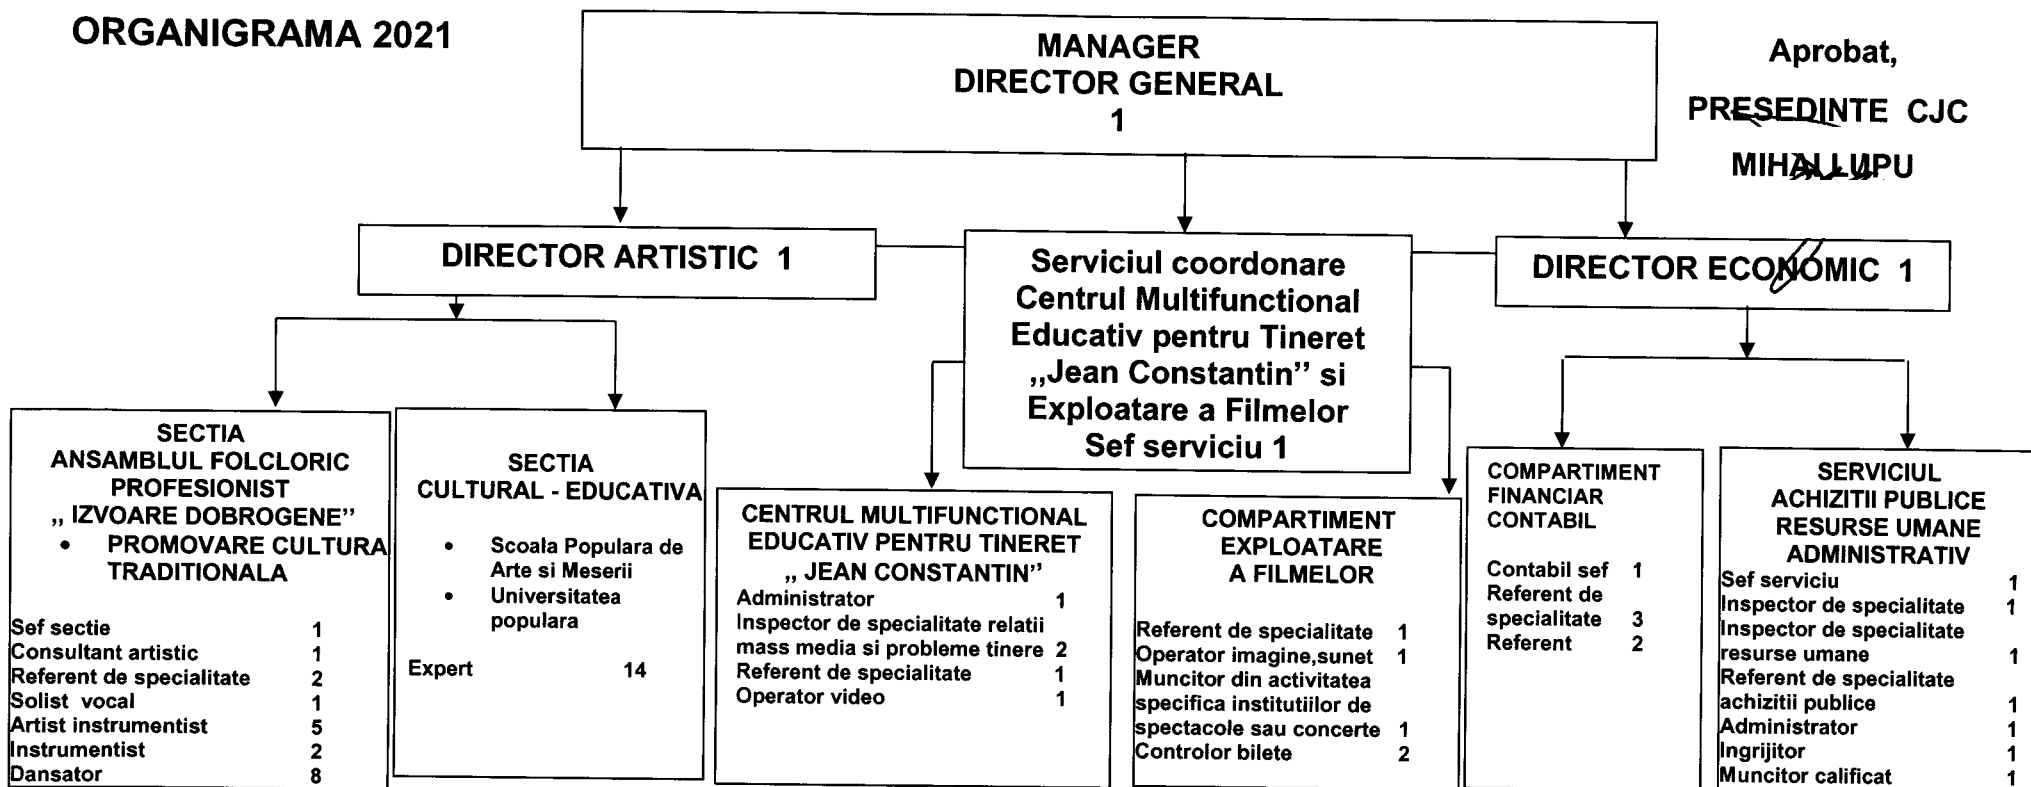 ORGANIGRAMA 2021
MANAGER
DIRECTOR GENERAL
1
Aprobat,
PRESEDINTE CJC
MIHAI LUPU
DIRECTOR ARTISTIC 1
Serviciul coordonare
Centrul Multifunctional
Educativ pentru Tineret
,,Jean Constantin” si
Exploatare a Filmelor
Sef serviciu 1
DIRECTOR ECONOMIC 1
SECTIA
ANSAMBLUL FOLCLORIC
PROFESIONIST
,, IZVOARE DOBROGENE”
• PROMOVARE CULTURA
TRADITIONALA
Sef sectie 1
Consultant artistic 1
Referent de specialitate 2
Solist vocal 1
Artist instrumentist 5
Instrumentist 2
Dansator 8
SECTIA
CULTURAL - EDUCATIVA
• Scoala Populara de
Arte si Meserii
• Universitatea
populara
Expert 14
CENTRUL MULTIFUNCTIONAL
EDUCATIV PENTRU TINERET
,, JEAN CONSTANTIN”
Administrator 1
Inspector de specialitate relatii
mass media si probleme tinere 2
Referent de specialitate 1
Operator video 1
COMPARTIMENT
EXPLOATARE
A FILMELOR
Referent de specialitate 1
Operator imagine,sunet 1
Muncitor din activitatea
specifica institutiilor de
spectacole sau concerte 1
Controlor bilete 2
COMPARTIMENT
FINANCIAR
CONTABIL
Contabil sef 1
Referent de
specialitate 3
Referent 2
SERVICIUL
ACHIZITII PUBLICE
RESURSE UMANE
ADMINISTRATIV
Sef serviciu 1
Inspector de specialitate 1
Inspector de specialitate
resurse umane 1
Referent de specialitate
achizitii publice 1
Administrator 1
Ingrijitor 1
Muncitor calificat 1